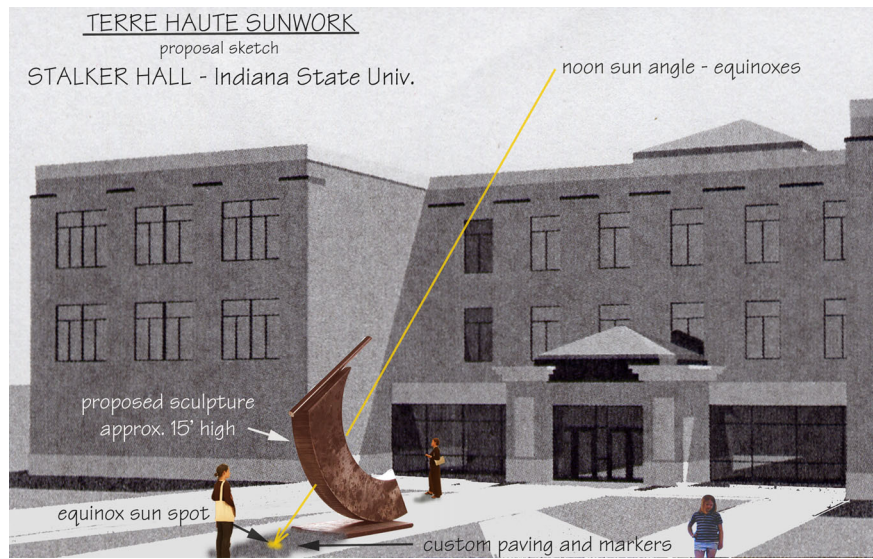 TERRE HAUTE SUNWORK
proposal sketch
STALKER HALL - Indiana State Univ.
noon sun angle - equinoxes
proposed sculpture
approx. 15' high
equinox sun spot
custom paving and markers